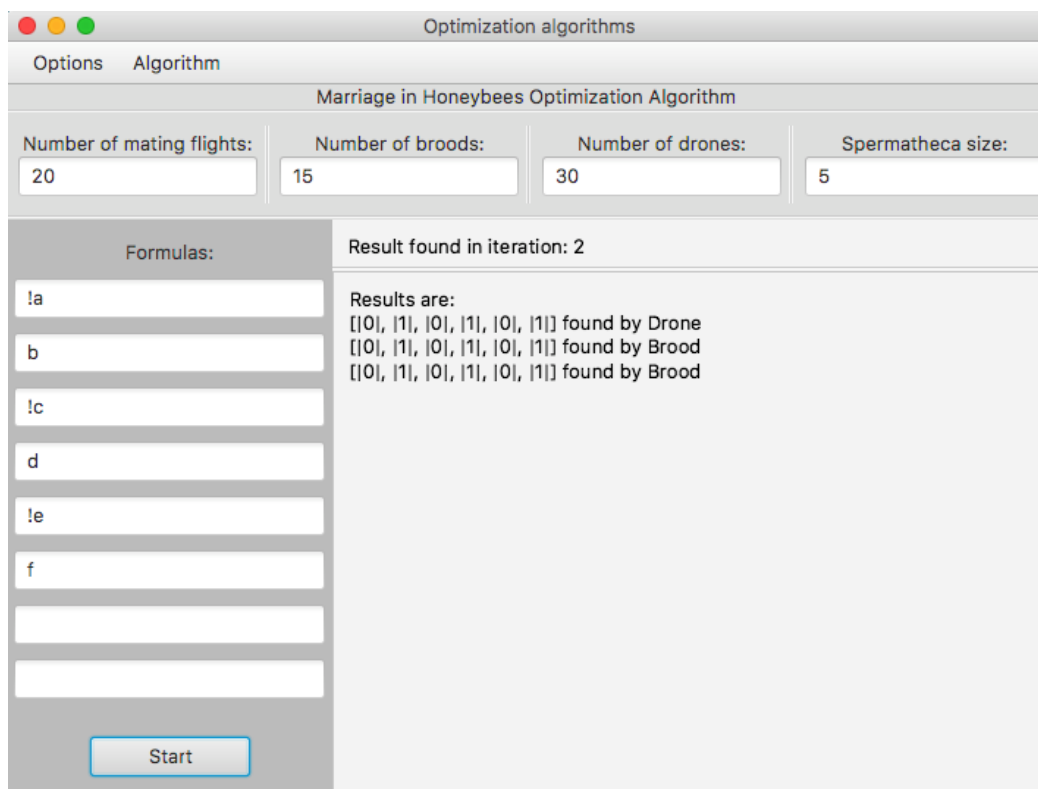 Optimization algorithms
Options Algorithm
Marriage in Honeybees Optimization Algorithm
Number of mating flights: Number of broods: Number of drones: Spermatheca size:
20 15 30 5
Formulas:
Result found in iteration: 2
!a
b
!c
d
!e
f
Start
Results are:
[|0|, |1|, |0|, |1|, |0|, |1|] found by Drone
[|0|, |1|, |0|, |1|, |0|, |1|] found by Brood
[|0|, |1|, |0|, |1|, |0|, |1|] found by Brood